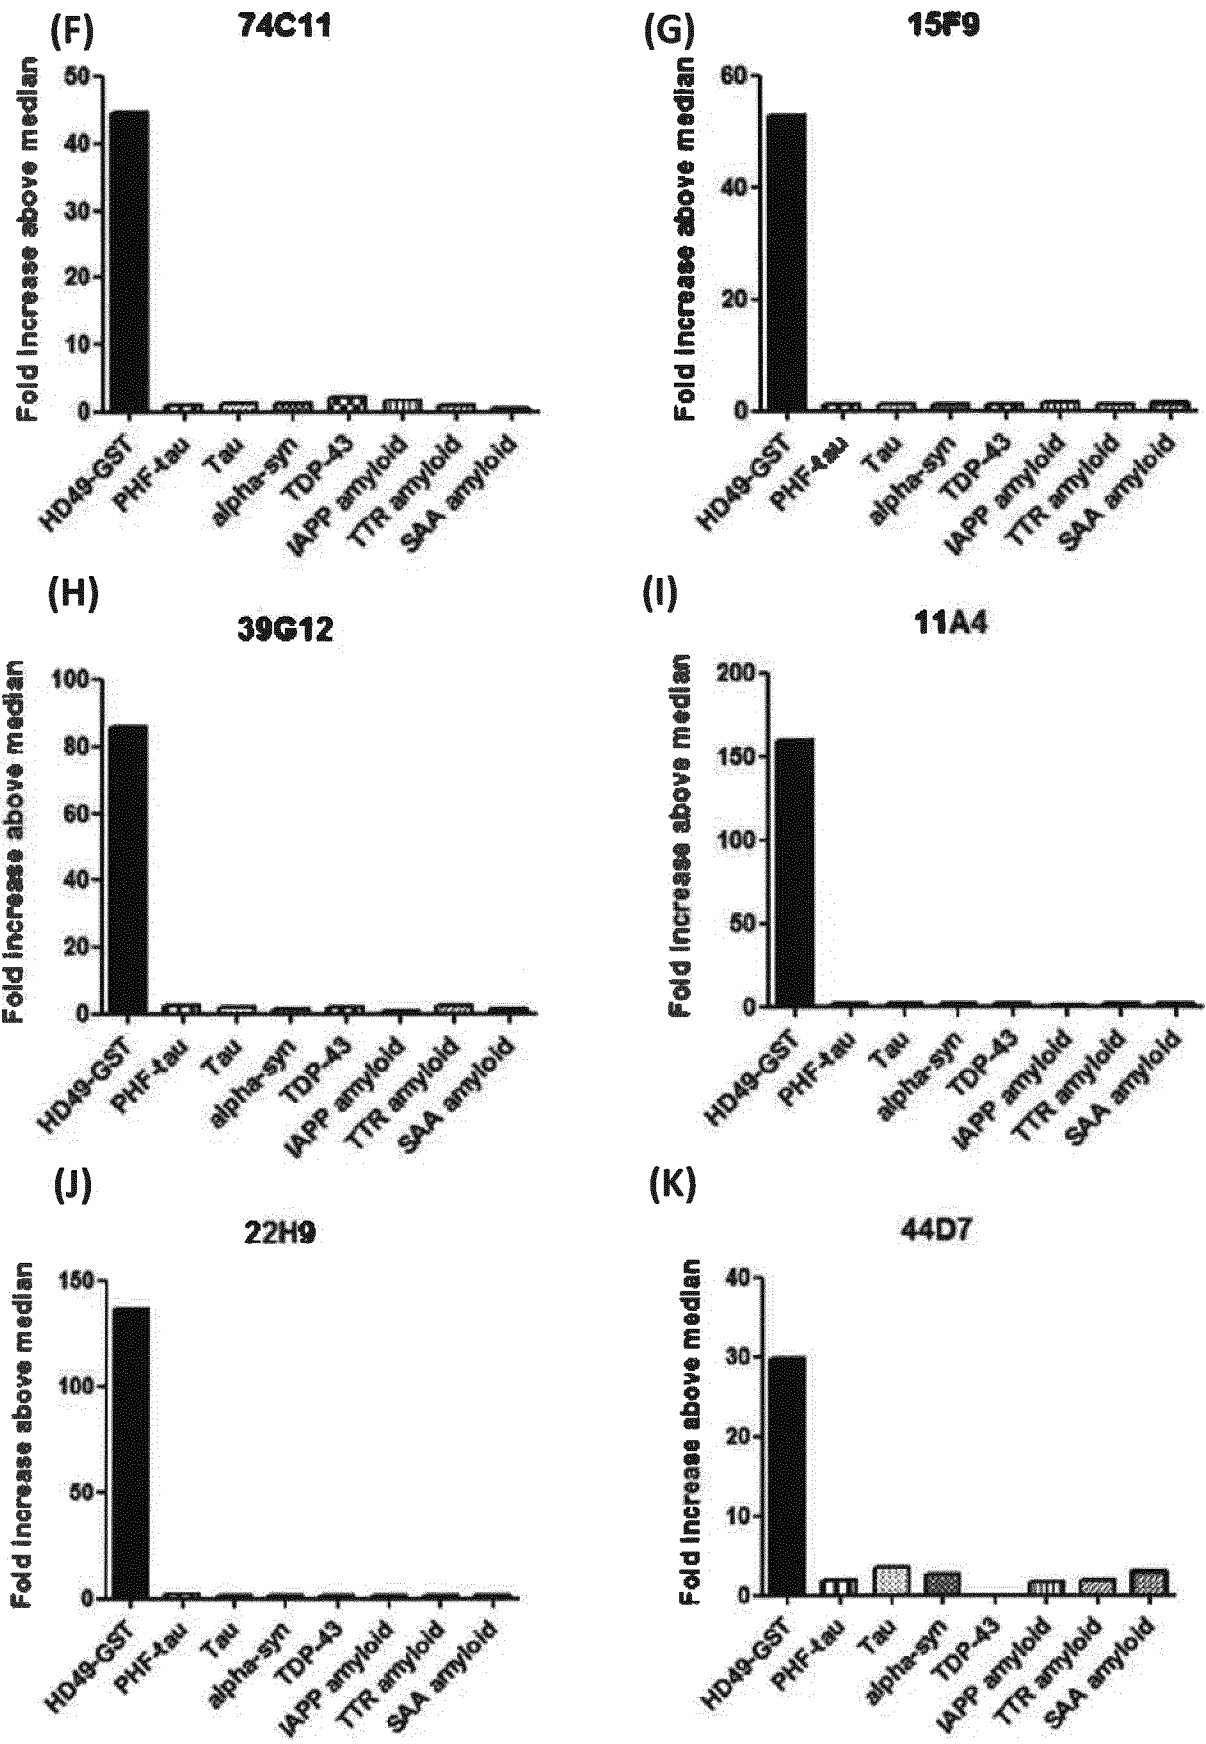 (F)
74C11
Fold increase above median
50
40
30
20
10
0
HD49-GST
PHF-tau
Tau
alpha-syn
TDP-43
IAPP amyloid
TTR amyloid
SAA amyloid
(G)
15F9
Fold increase above median
60
40
20
0
HD49-GST
PHF-tau
Tau
alpha-syn
TDP-43
IAPP amyloid
TTR amyloid
SAA amyloid
(H)
39G12
Fold increase above median
100
80
60
40
20
0
HD49-GST
PHF-tau
Tau
alpha-syn
TDP-43
IAPP amyloid
TTR amyloid
SAA amyloid
(I)
11A4
Fold increase above median
200
150
100
50
0
HD49-GST
PHF-tau
Tau
alpha-syn
TDP-43
IAPP amyloid
TTR amyloid
SAA amyloid
(J)
22H9
Fold increase above median
150
100
50
0
HD49-GST
PHF-tau
Tau
alpha-syn
TDP-43
IAPP amyloid
TTR amyloid
SAA amyloid
(K)
44D7
Fold increase above median
40
30
20
10
0
HD49-GST
PHF-tau
Tau
alpha-syn
TDP-43
IAPP amyloid
TTR amyloid
SAA amyloid